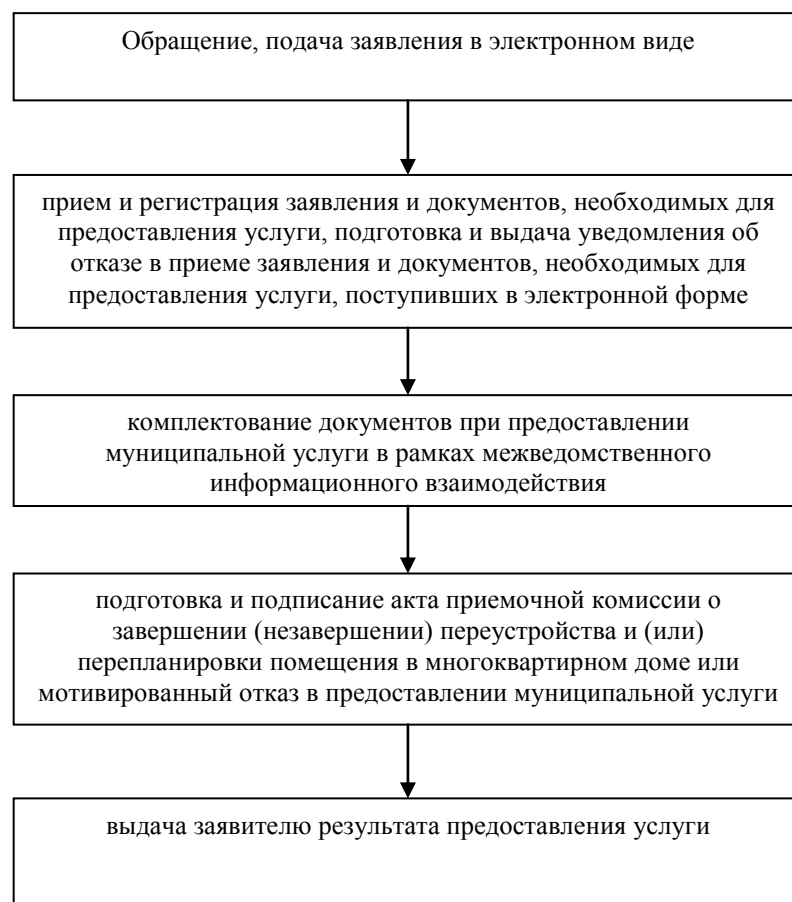 Обращение, подача заявления в электронном виде
прием и регистрация заявления и документов, необходимых для
предоставления услуги, подготовка и выдача уведомления об
отказе в приеме заявления и документов, необходимых для
предоставления услуги, поступивших в электронной форме
комплектование документов при предоставлении
муниципальной услуги в рамках межведомственного
информационного взаимодействия
подготовка и подписание акта приемочной комиссии о
завершении (незавершении) переустройства и (или)
перепланировки помещения в многоквартирном доме или
мотивированный отказ в предоставлении муниципальной услуги
выдача заявителю результата предоставления услуги